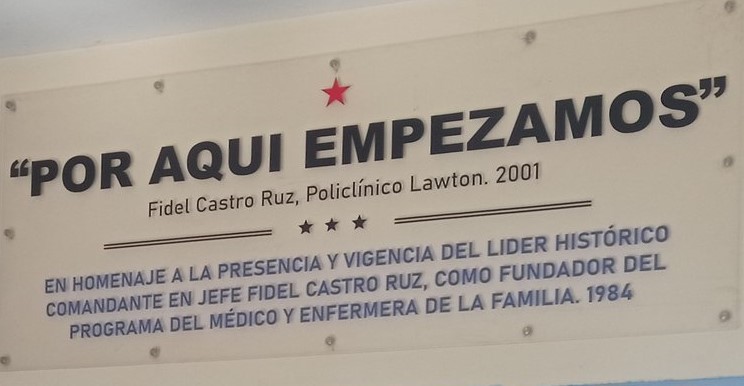 “POR AQUI EMPEZAMOS”
Fidel Castro Ruz, Policlínico Lawton. 2001
EN HOMENAJE A LA PRESENCIA Y VIGENCIA DEL LIDER HISTÓRICO
COMANDANTE EN JEFE FIDEL CASTRO RUZ, COMO FUNDADOR DEL
PROGRAMA DEL MÉDICO Y ENFERMERA DE LA FAMILIA. 1984